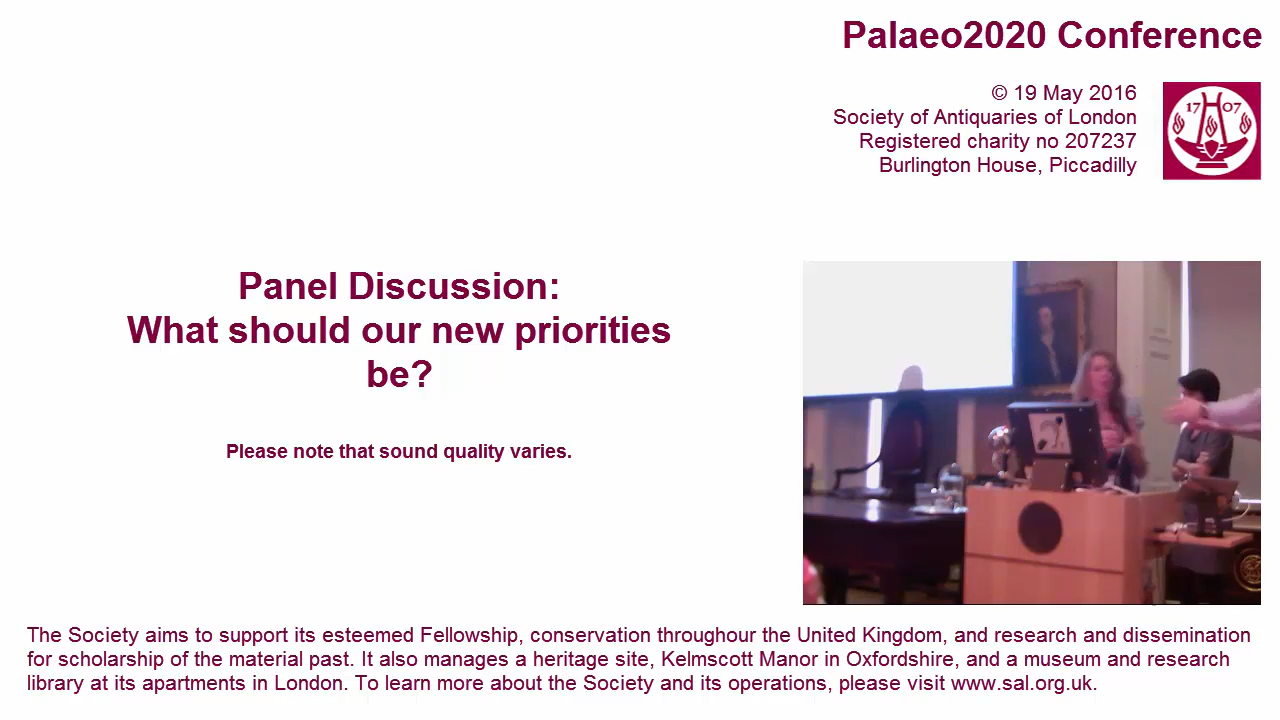 Palaeo2020 Conference
© 19 May 2016
Society of Antiquaries of London
Registered charity no 207237
Burlington House, Piccadilly
17 07
Panel Discussion:
What should our new priorities
be?
Please note that sound quality varies.
The Society aims to support its esteemed Fellowship, conservation throughour the United Kingdom, and research and dissemination
for scholarship of the material past. It also manages a heritage site, Kelmscott Manor in Oxfordshire, and a museum and research
library at its apartments in London. To learn more about the Society and its operations, please visit www.sal.org.uk.